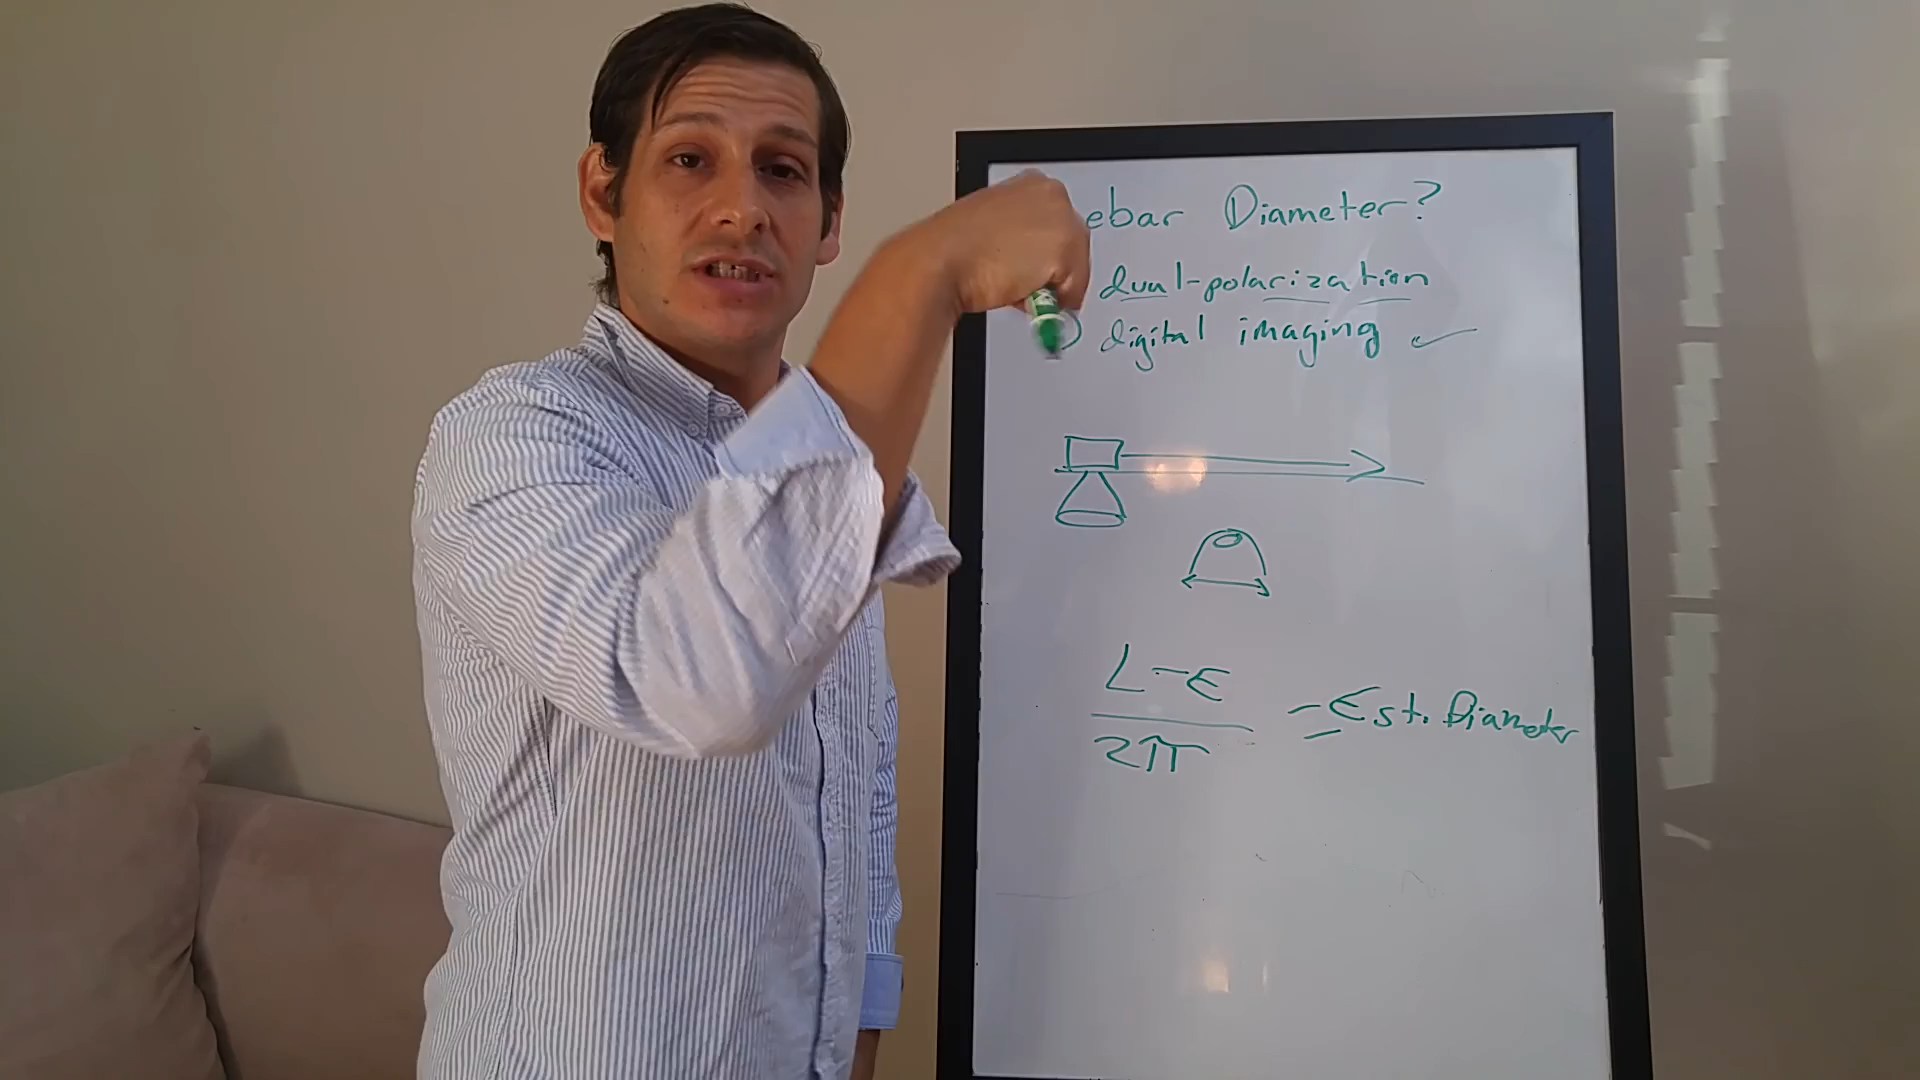 ebar Diameter?
dual-polarization
digital imaging
L-ε
2π
= Est. Diameter